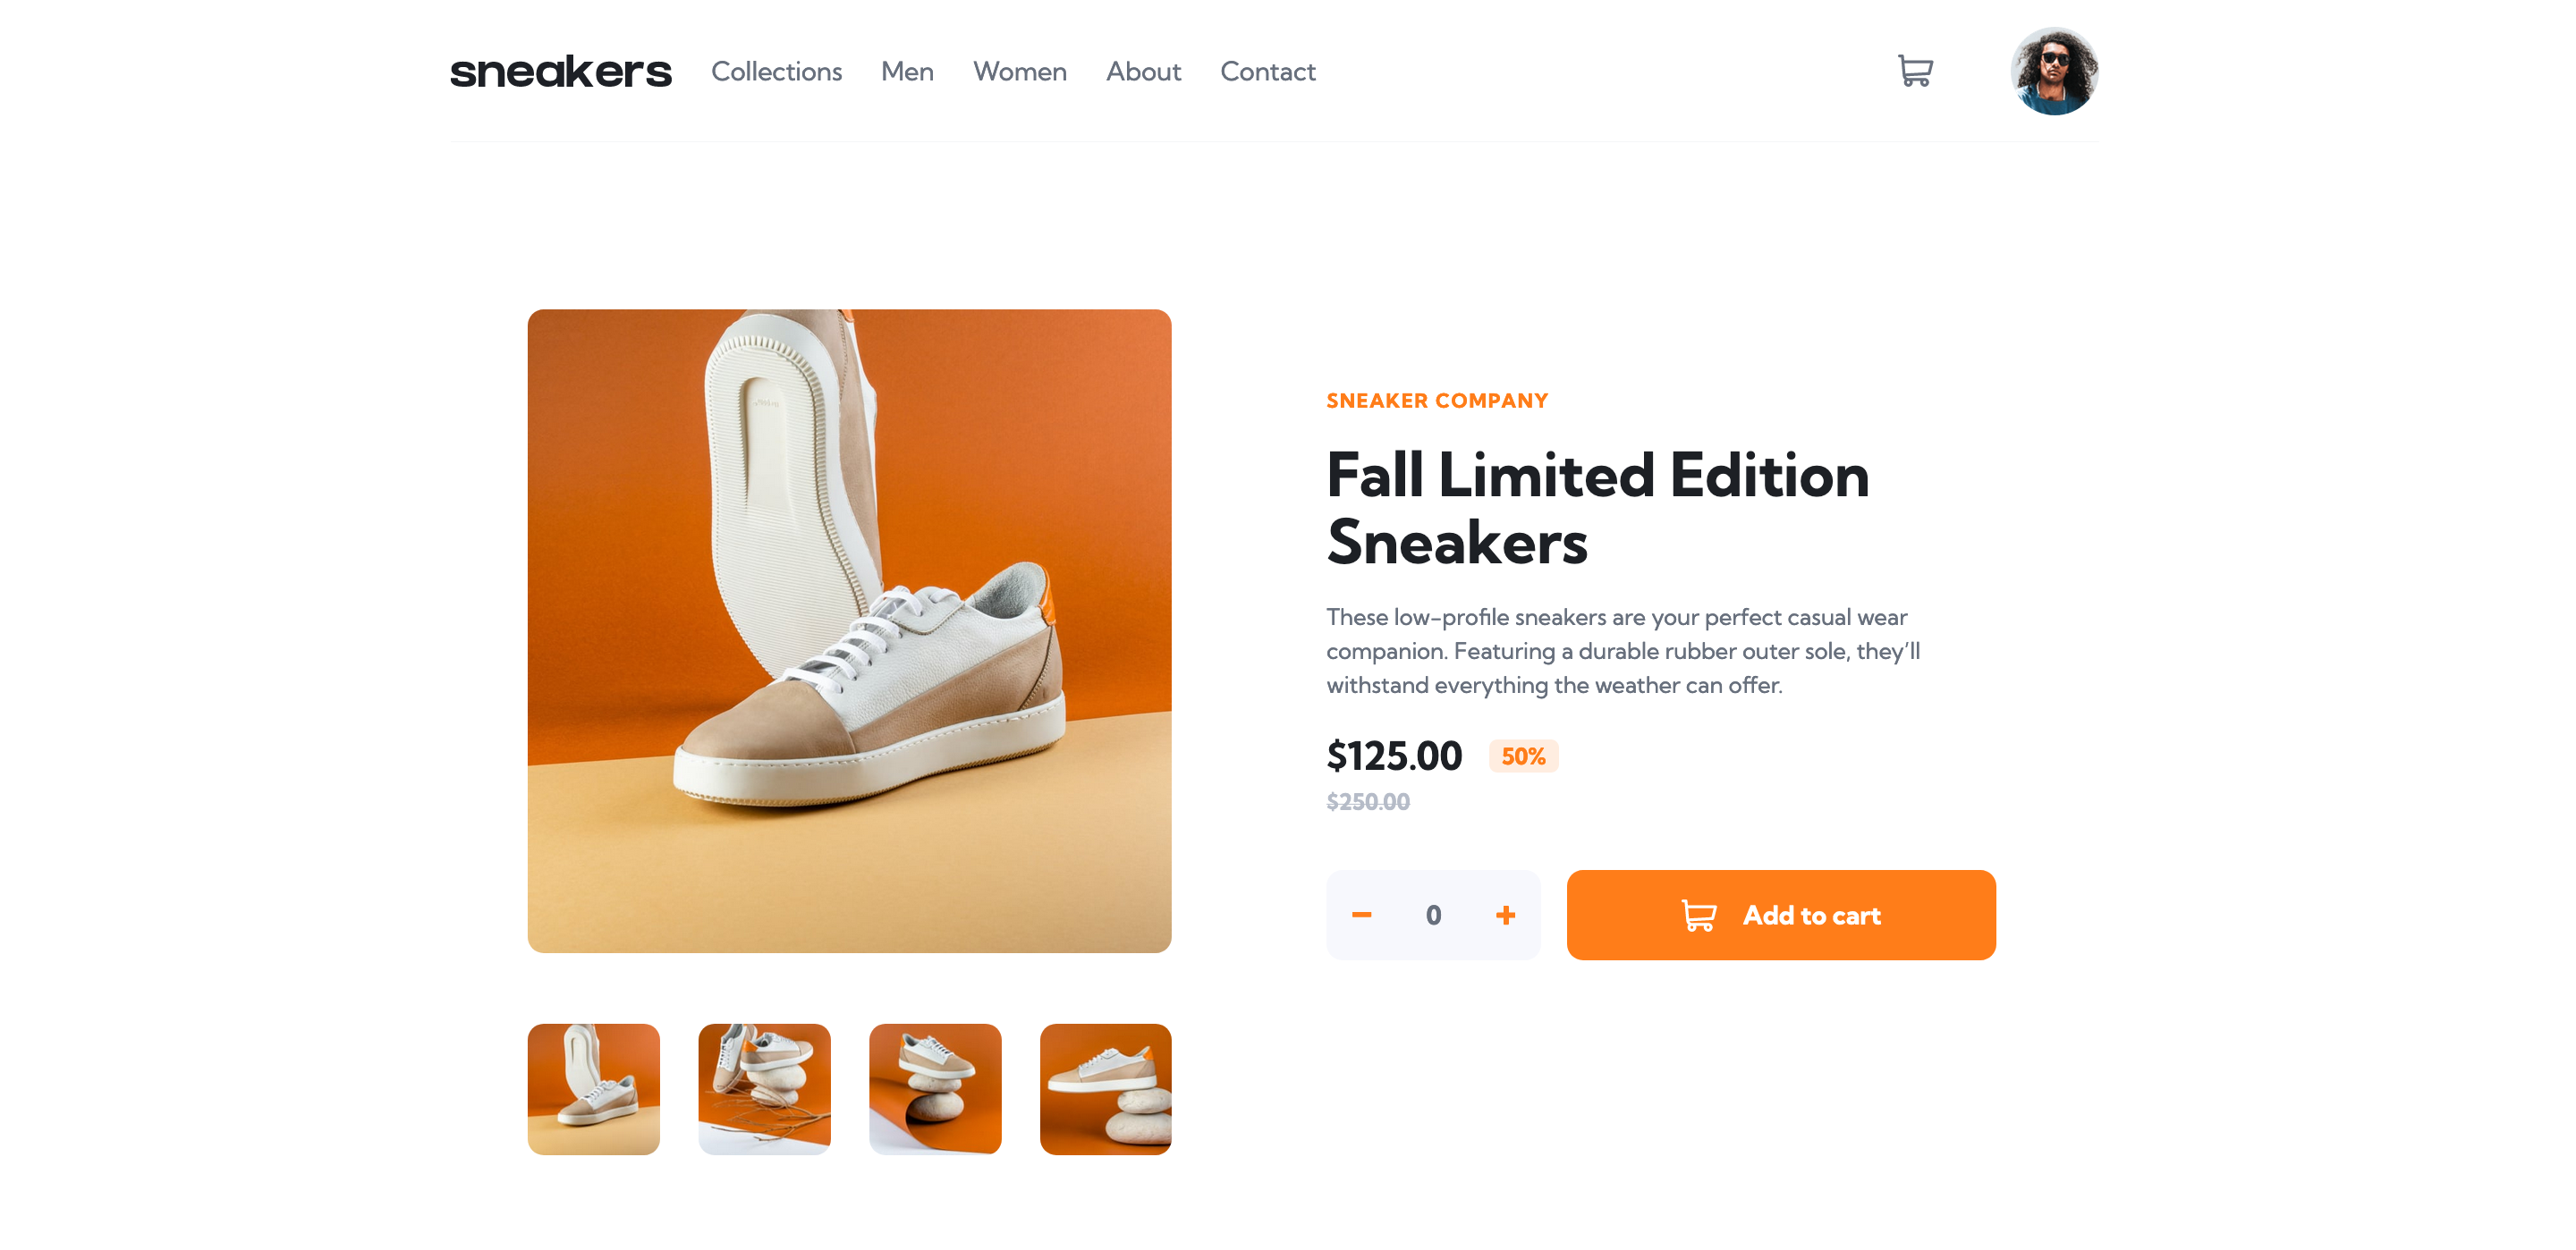 sneakers Collections Men Women About Contact
SNEAKER COMPANY
Fall Limited Edition
Sneakers
These low-profile sneakers are your perfect casual wear
companion. Featuring a durable rubber outer sole, they’ll
withstand everything the weather can offer.
$125.00 50%
$250.00
0 Add to cart